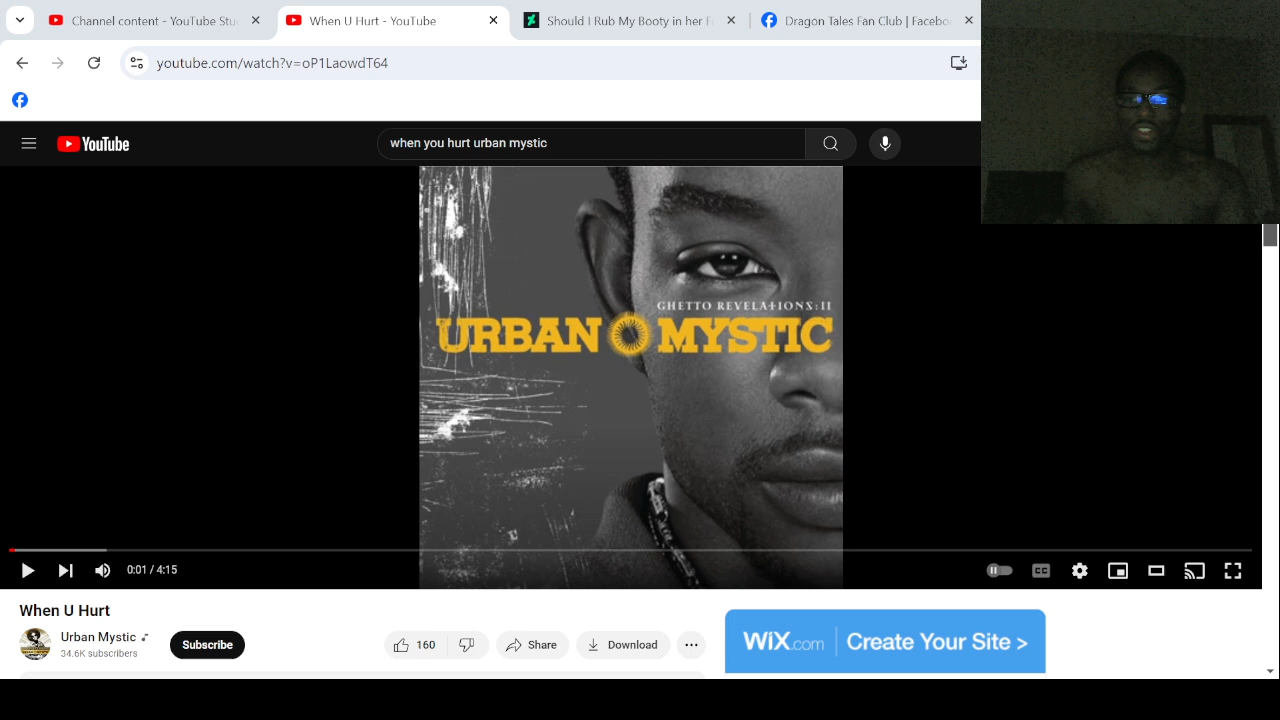 Channel content - YouTube Stu
When U Hurt - YouTube
Should I Rub My Booty in her F
Dragon Tales Fan Club | Facebo
youtube.com/watch?v=oP1LaowdT64
YouTube
when you hurt urban mystic
GHETTO REVELATIONS:II
URBAN MYSTIC
0:01 / 4:15
CC
When U Hurt
Urban Mystic
34.6K subscribers
Subscribe
160
Share
Download
WiX.com
Create Your Site >